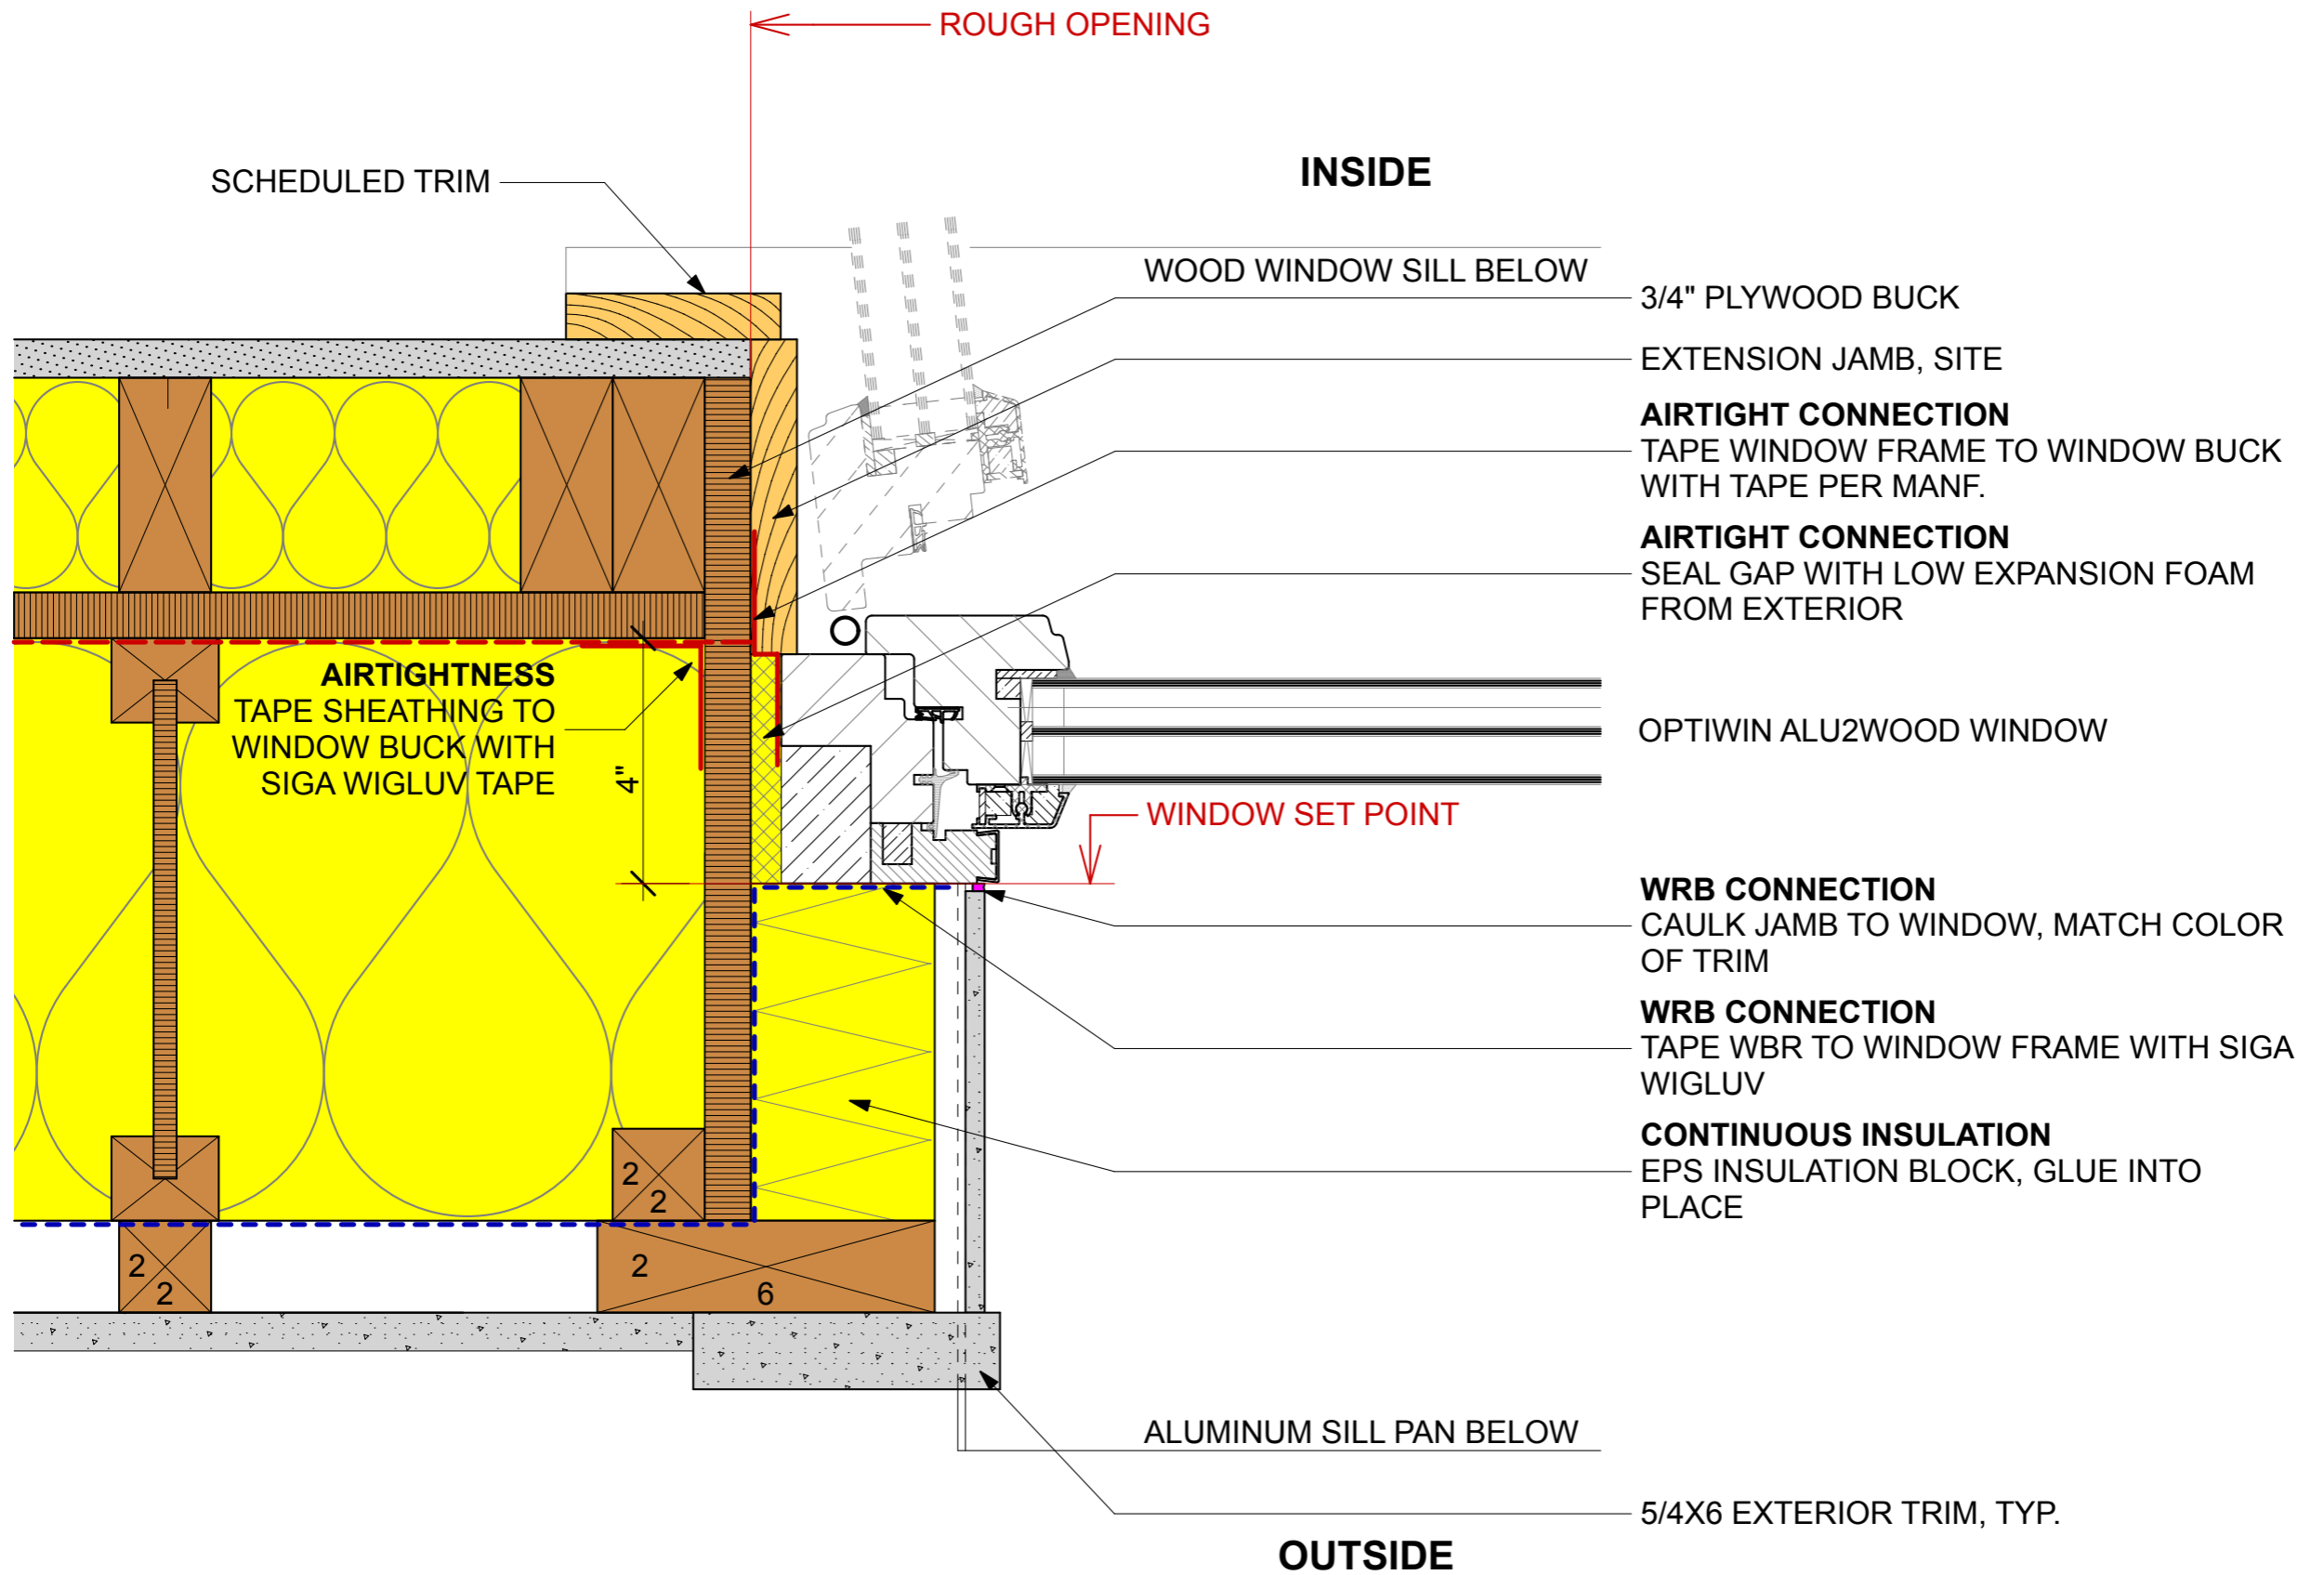 ROUGH OPENING
INSIDE
SCHEDULED TRIM
WOOD WINDOW SILL BELOW
3/4" PLYWOOD BUCK
EXTENSION JAMB, SITE
AIRTIGHT CONNECTION
TAPE WINDOW FRAME TO WINDOW BUCK
WITH TAPE PER MANF.
AIRTIGHT CONNECTION
SEAL GAP WITH LOW EXPANSION FOAM
FROM EXTERIOR
AIRTIGHTNESS
TAPE SHEATHING TO
WINDOW BUCK WITH
SIGA WIGLUV TAPE
4"
OPTIWIN ALU2WOOD WINDOW
WINDOW SET POINT
WRB CONNECTION
CAULK JAMB TO WINDOW, MATCH COLOR
OF TRIM
WRB CONNECTION
TAPE WBR TO WINDOW FRAME WITH SIGA
WIGLUV
CONTINUOUS INSULATION
EPS INSULATION BLOCK, GLUE INTO
PLACE
2
2
2
2
2
6
ALUMINUM SILL PAN BELOW
5/4X6 EXTERIOR TRIM, TYP.
OUTSIDE